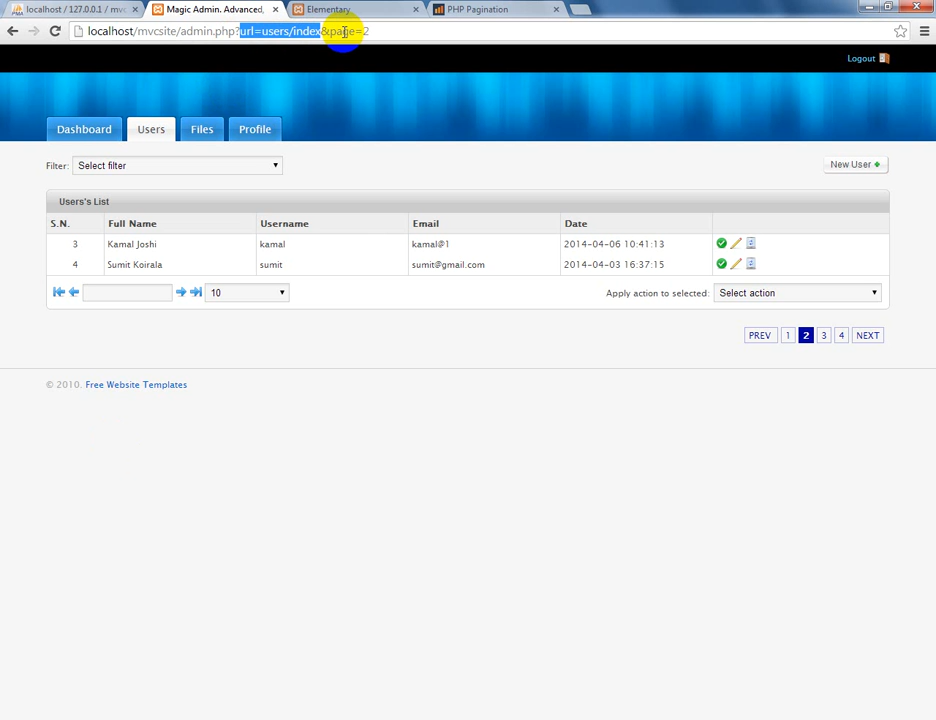 localhost / 127.0.0.1 / mvc
Magic Admin. Advanced,
Elementary
PHP Pagination
localhost/mvcsite/admin.php?url=users/index&page=2
Logout
Dashboard Users Files Profile
Filter: Select filter
New User
Users's List
S.N. Full Name Username Email Date
3 Kamal Joshi kamal kamal@1 2014-04-06 10:41:13
4 Sumit Koirala sumit sumit@gmail.com 2014-04-03 16:37:15
10 Apply action to selected: Select action
PREV 1 2 3 4 NEXT
© 2010. Free Website Templates